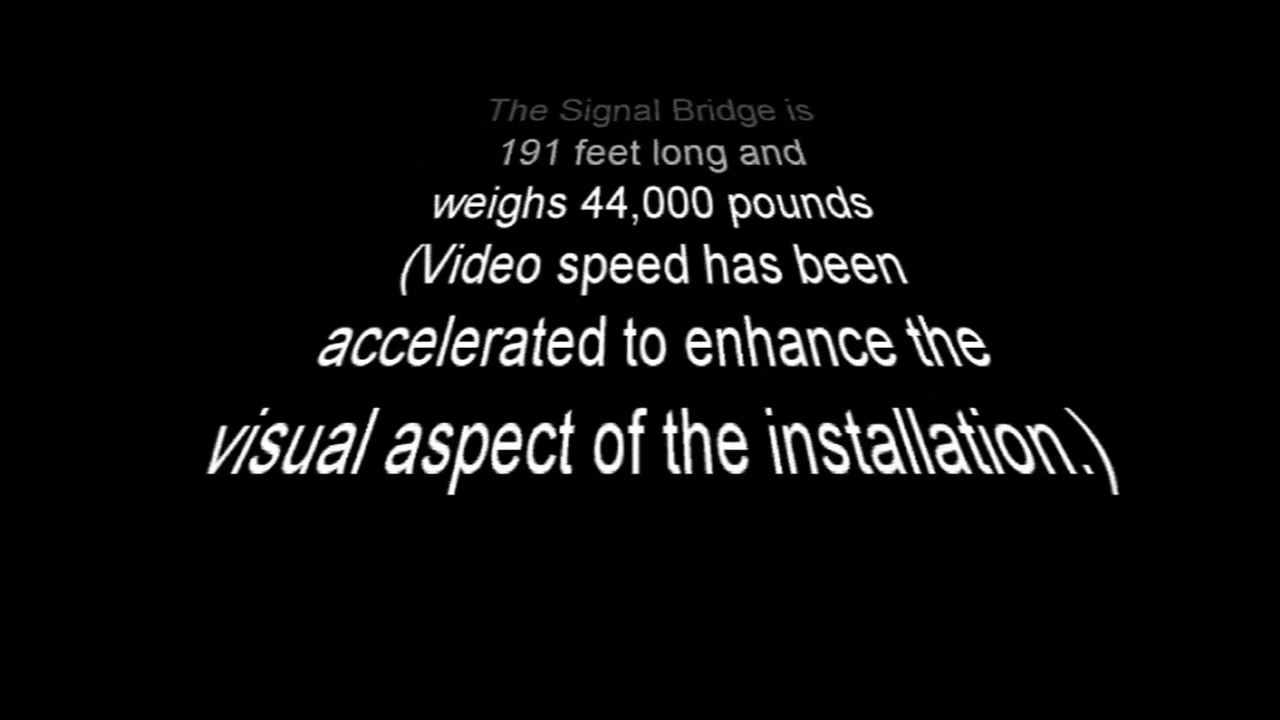 The Signal Bridge is
191 feet long and
weighs 44,000 pounds
(Video speed has been
accelerated to enhance the
visual aspect of the installation.)